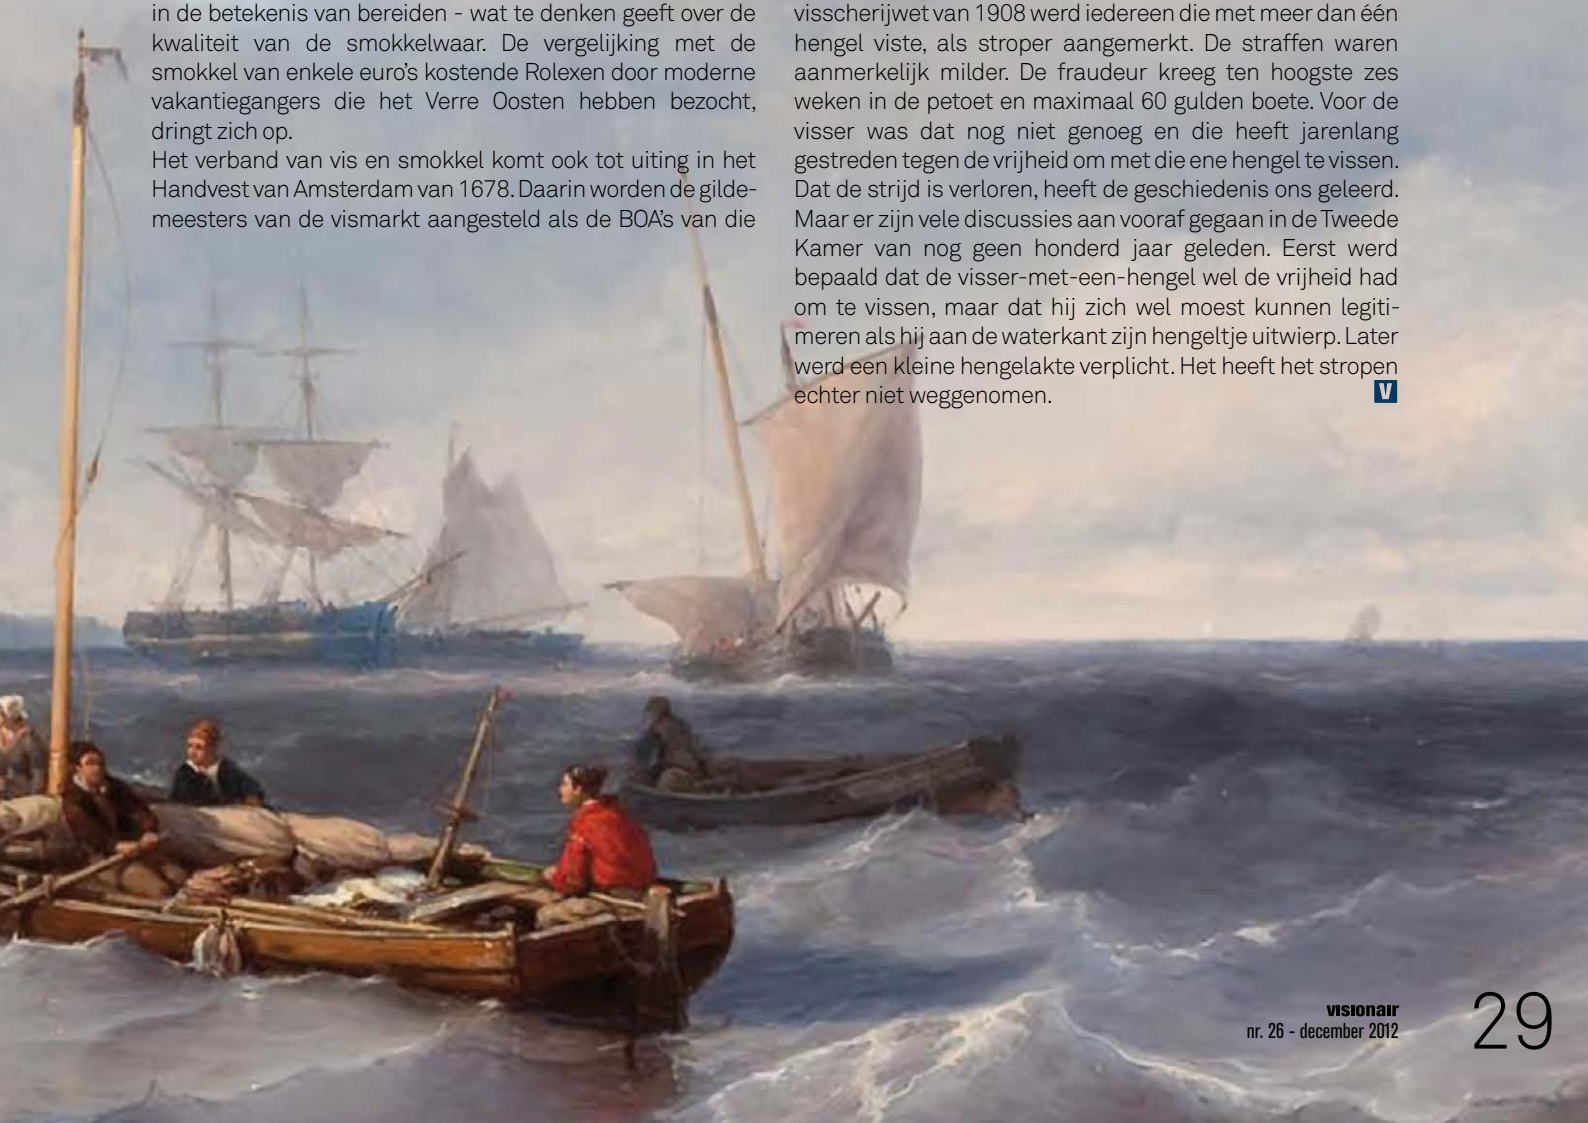 in de betekenis van bereiden - wat te denken geeft over de
kwaliteit van de smokkelwaar. De vergelijking met de
smokkel van enkele euro's kostende Rolexen door moderne
vakantiegangers die het Verre Oosten hebben bezocht,
dringt zich op.
Het verband van vis en smokkel komt ook tot uiting in het
Handvest van Amsterdam van 1678. Daarin worden de gilde-
meesters van de vismarkt aangesteld als de BOA's van die
visscherijwet van 1908 werd iedereen die met meer dan één
hengel viste, als stroper aangemerkt. De straffen waren
aanmerkelijk milder. De fraudeur kreeg ten hoogste zes
weken in de petoet en maximaal 60 gulden boete. Voor de
visser was dat nog niet genoeg en die heeft jarenlang
gestreden tegen de vrijheid om met die ene hengel te vissen.
Dat de strijd is verloren, heeft de geschiedenis ons geleerd.
Maar er zijn vele discussies aan vooraf gegaan in de Tweede
Kamer van nog geen honderd jaar geleden. Eerst werd
bepaald dat de visser-met-een-hengel wel de vrijheid had
om te vissen, maar dat hij zich wel moest kunnen legiti-
meren als hij aan de waterkant zijn hengeltje uitwierp. Later
werd een kleine hengelakte verplicht. Het heeft het stropen
echter niet weggenomen. V
visionair
nr. 26 - december 2012
29